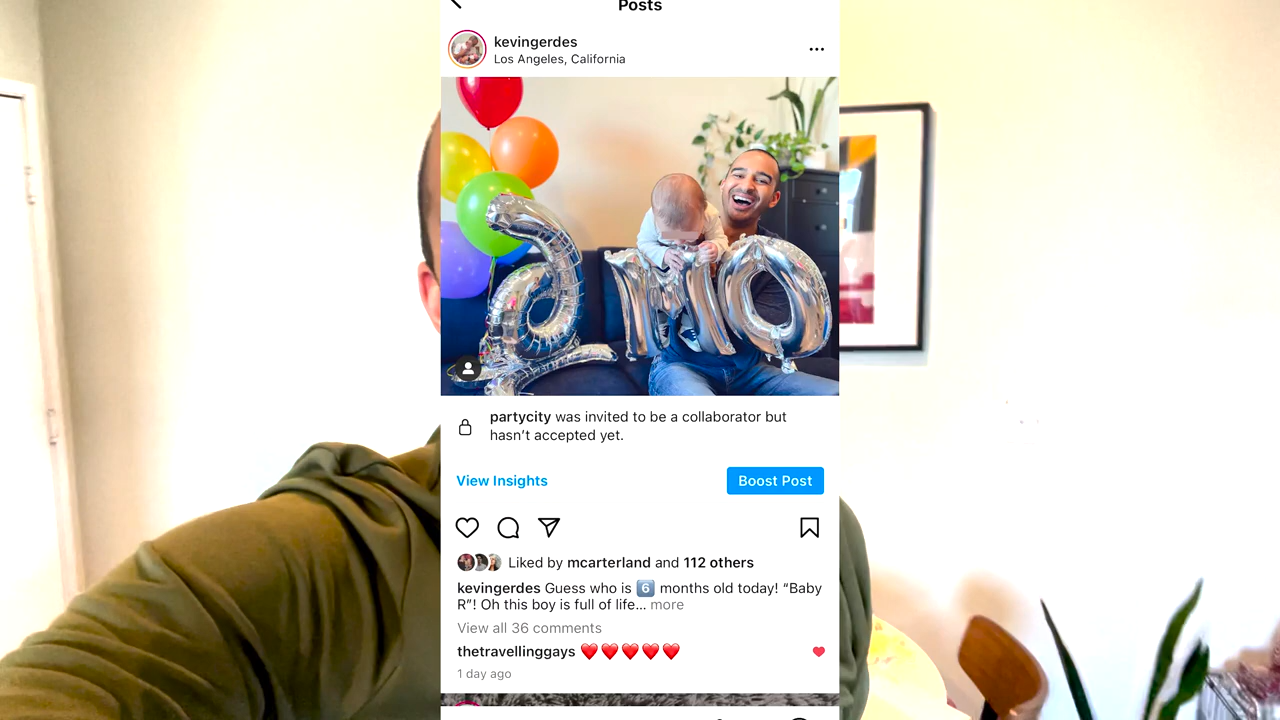 Posts
kevingerdes
Los Angeles, California
6 MO
partycity was invited to be a collaborator but
hasn't accepted yet.
View Insights
Boost Post
Liked by mcarterland and 112 others
kevingerdes Guess who is 6️⃣ months old today! “Baby
R”! Oh this boy is full of life... more
View all 36 comments
thetravellinggays ❤️❤️❤️❤️❤️
1 day ago